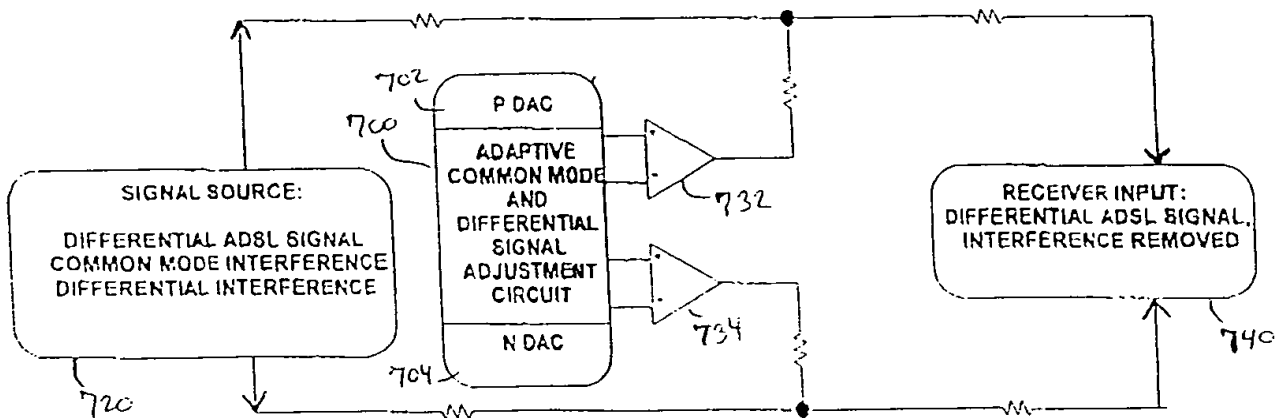 702
P DAC
700
ADAPTIVE
COMMON MODE
AND
DIFFERENTIAL
SIGNAL
ADJUSTMENT
CIRCUIT
N DAC
704
+
-
732
+
-
734
SIGNAL SOURCE:
DIFFERENTIAL ADSL SIGNAL
COMMON MODE INTERFERENCE
DIFFERENTIAL INTERFERENCE
720
RECEIVER INPUT:
DIFFERENTIAL ADSL SIGNAL,
INTERFERENCE REMOVED
740